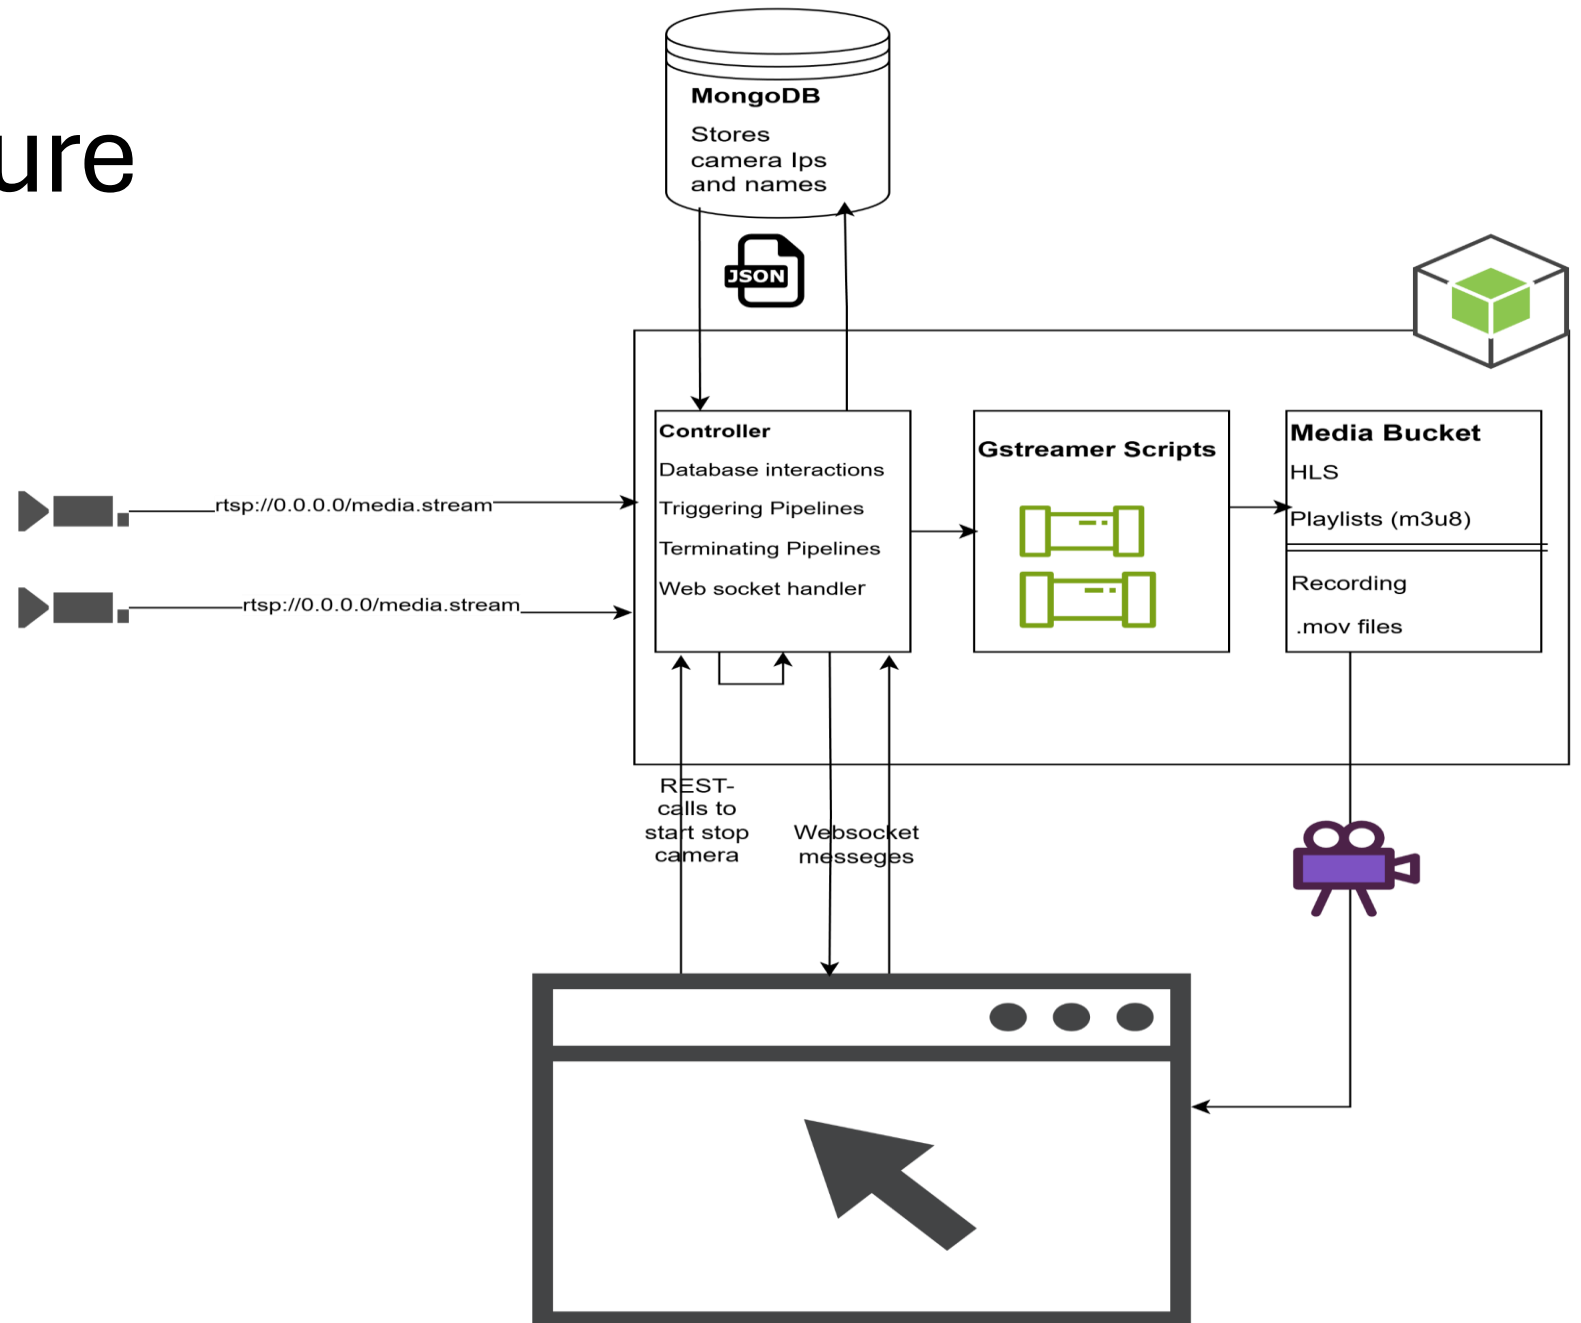 ure
MongoDB
Stores
camera Ips
and names
JSON
Controller
Database interactions
Triggering Pipelines
Terminating Pipelines
Web socket handler
Gstreamer Scripts
Media Bucket
HLS
Playlists (m3u8)
Recording
.mov files
rtsp://0.0.0.0/media.stream
rtsp://0.0.0.0/media.stream
REST-
calls to
start stop
camera
Websocket
messeges